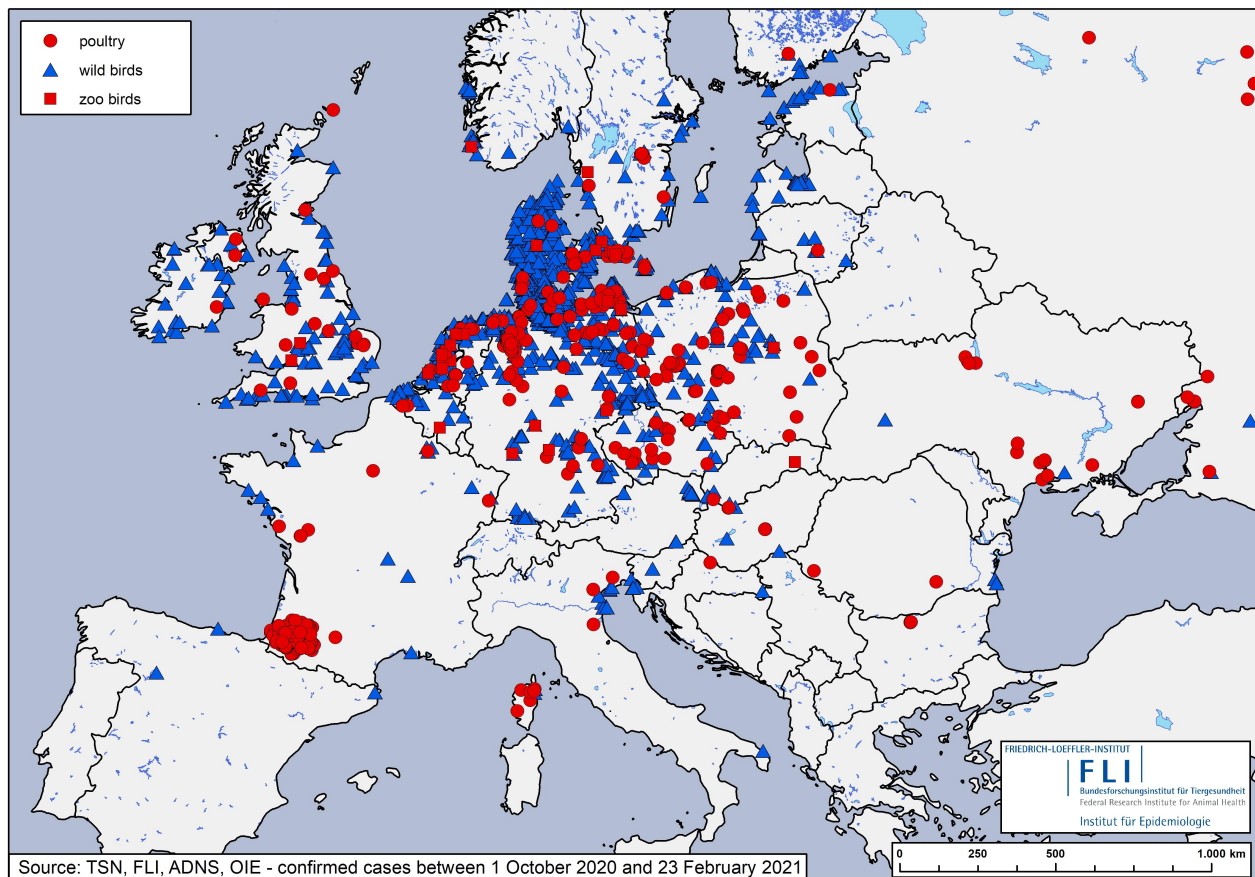 poultry
wild birds
zoo birds
FRIEDRICH-LOEFFLER-INSTITUT
FLI
Bundesforschungsinstitut für Tiergesundheit
Federal Research Institute for Animal Health
Institut für Epidemiologie
Source: TSN, FLI, ADNS, OIE - confirmed cases between 1 October 2020 and 23 February 2021
0 250 500 1.000 km